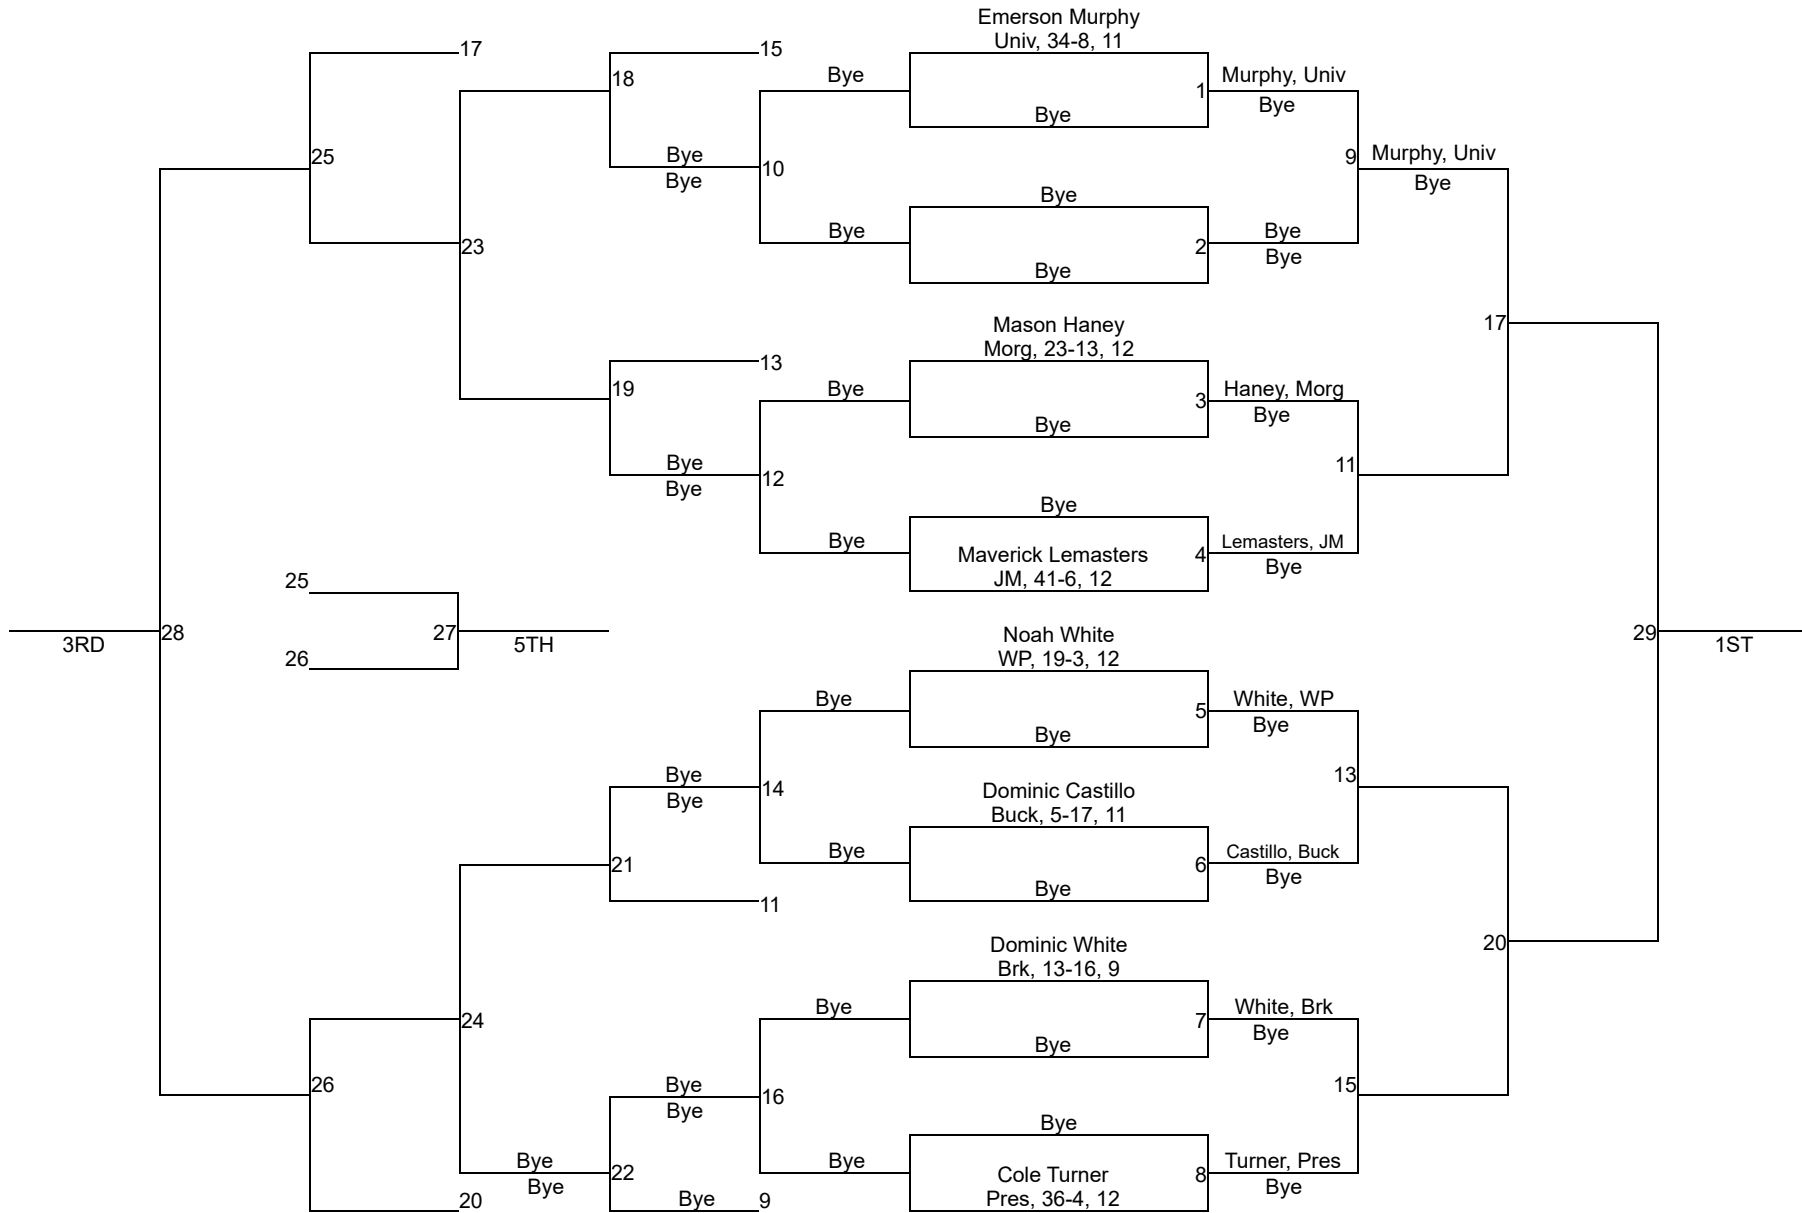 Emerson Murphy
Univ, 34-8, 11
17
15
18
Bye
1
Murphy, Univ
Bye
Bye
25
Bye
Bye
10
9
Murphy, Univ
Bye
Bye
23
Bye
2
Bye
Bye
Bye
Mason Haney
Morg, 23-13, 12
17
13
19
Bye
3
Haney, Morg
Bye
Bye
Bye
Bye
12
11
Bye
Bye
Maverick Lemasters
JM, 41-6, 12
4
Lemasters, JM
Bye
25
3RD
28
27
5TH
26
29
1ST
Noah White
WP, 19-3, 12
Bye
5
White, WP
Bye
Bye
Bye
Bye
14
13
Dominic Castillo
Buck, 5-17, 11
21
Bye
6
Castillo, Buck
Bye
Bye
11
20
Dominic White
Brk, 13-16, 9
24
Bye
7
White, Brk
Bye
Bye
26
Bye
Bye
16
15
Bye
Bye
Bye
22
Bye
Cole Turner
Pres, 36-4, 12
8
Turner, Pres
Bye
20
Bye
9